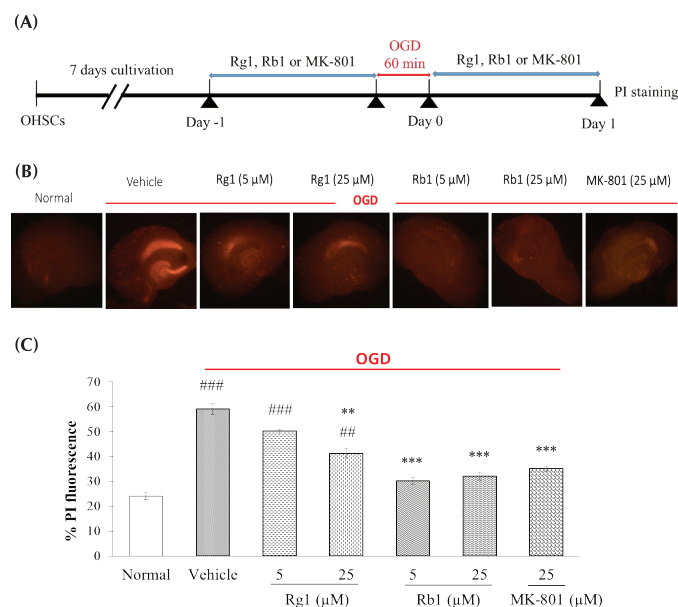 (A)
OGD
60 min
7 days cultivation
Rg1, Rb1 or MK-801
Rg1, Rb1 or MK-801
PI staining
OHSCs
Day -1
Day 0
Day 1
(B)
Normal
Vehicle
Rg1 (5 µM)
Rg1 (25 µM)
Rb1 (5 µM)
Rb1 (25 µM)
MK-801 (25 µM)
OGD
(C)
OGD
% PI fluorescence
70
60
50
40
30
20
10
0
###
###
**
##
***
***
***
Normal
Vehicle
5
25
5
25
25
Rg1 (µM)
Rb1 (µM)
MK-801 (µM)